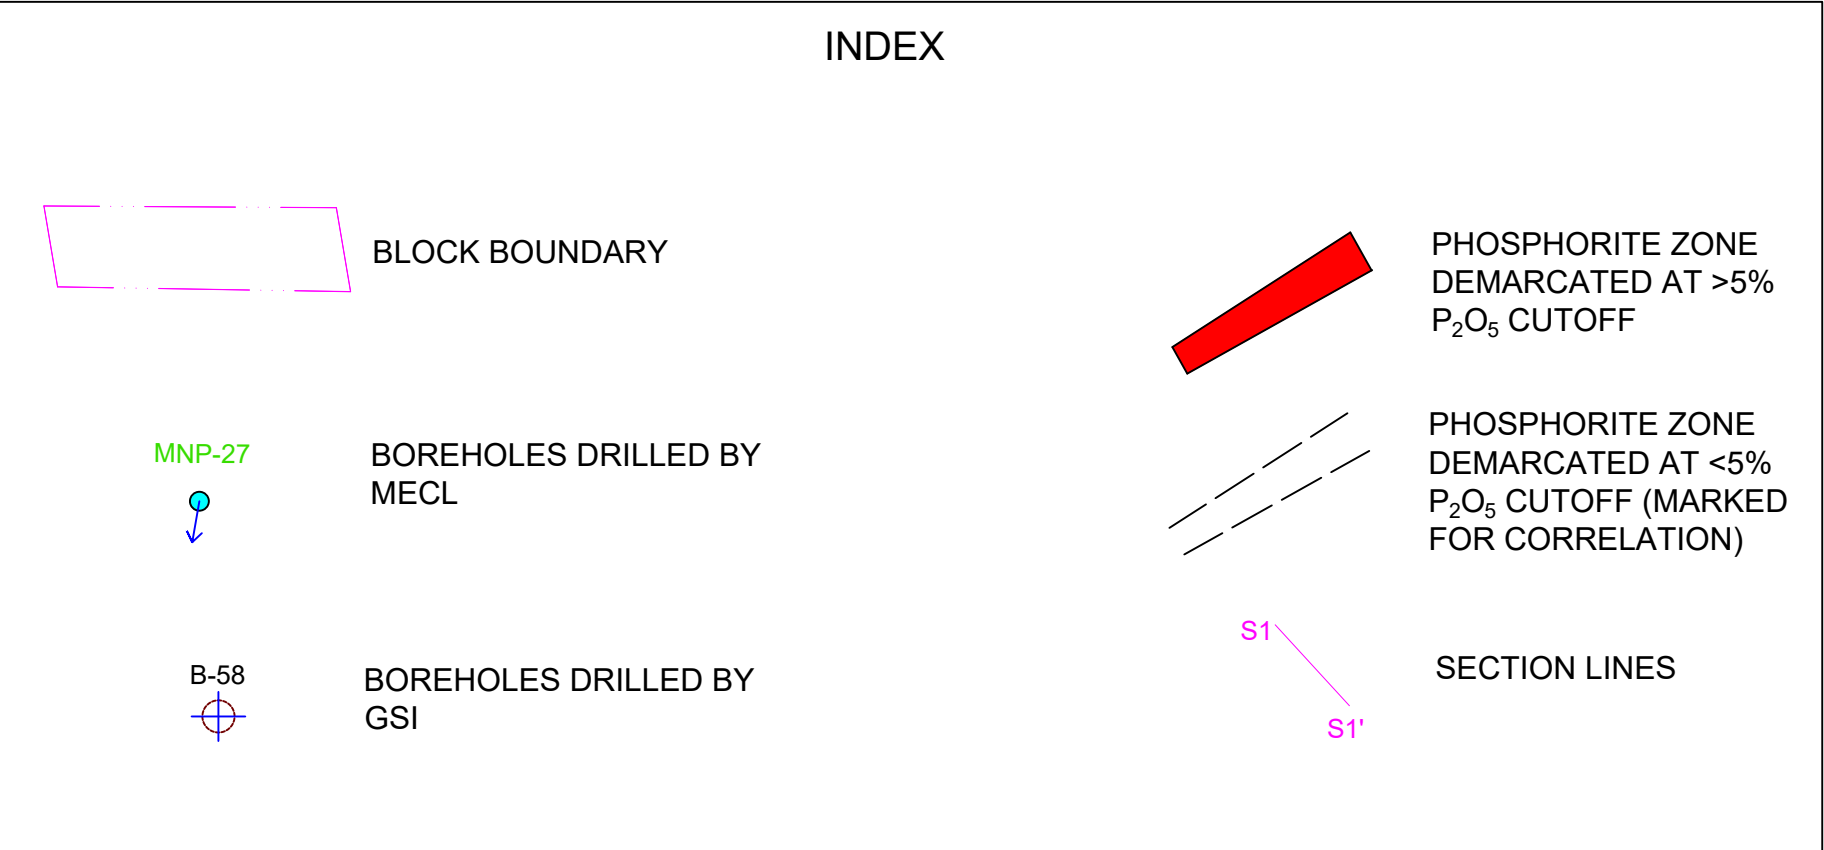 INDEX
BLOCK BOUNDARY
MNP-27
BOREHOLES DRILLED BY
MECL
B-58
BOREHOLES DRILLED BY
GSI
PHOSPHORITE ZONE
DEMARCATED AT >5%
P₂O₅ CUTOFF
PHOSPHORITE ZONE
DEMARCATED AT <5%
P₂O₅ CUTOFF (MARKED
FOR CORRELATION)
S1
S1'
SECTION LINES